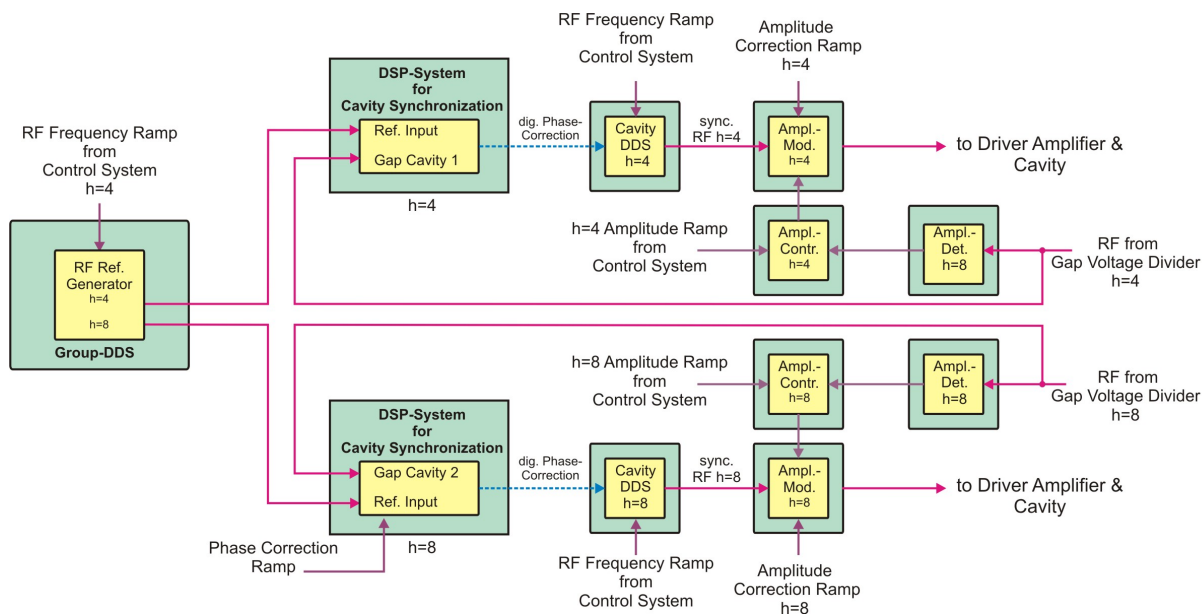 RF Frequency Ramp
from
Control System
h=4
RF Ref.
Generator
h=4
h=8
Group-DDS
DSP-System
for
Cavity Synchronization
Ref. Input
Gap Cavity 1
h=4
dig. Phase-
Correction
RF Frequency Ramp
from
Control System
Cavity
DDS
h=4
sync.
RF h=4
Amplitude
Correction Ramp
h=4
Ampl.-
Mod.
h=4
to Driver Amplifier &
Cavity
h=4 Amplitude Ramp
from
Control System
Ampl.-
Contr.
h=4
Ampl.-
Det.
h=8
RF from
Gap Voltage Divider
h=4
h=8 Amplitude Ramp
from
Control System
Ampl.-
Contr.
h=8
Ampl.-
Det.
h=8
RF from
Gap Voltage Divider
h=8
DSP-System
for
Cavity Synchronization
Gap Cavity 2
Ref. Input
h=8
Phase Correction
Ramp
dig. Phase-
Correction
Cavity
DDS
h=8
sync.
RF h=8
Ampl.-
Mod.
h=8
to Driver Amplifier &
Cavity
RF Frequency Ramp
from
Control System
Amplitude
Correction Ramp
h=8